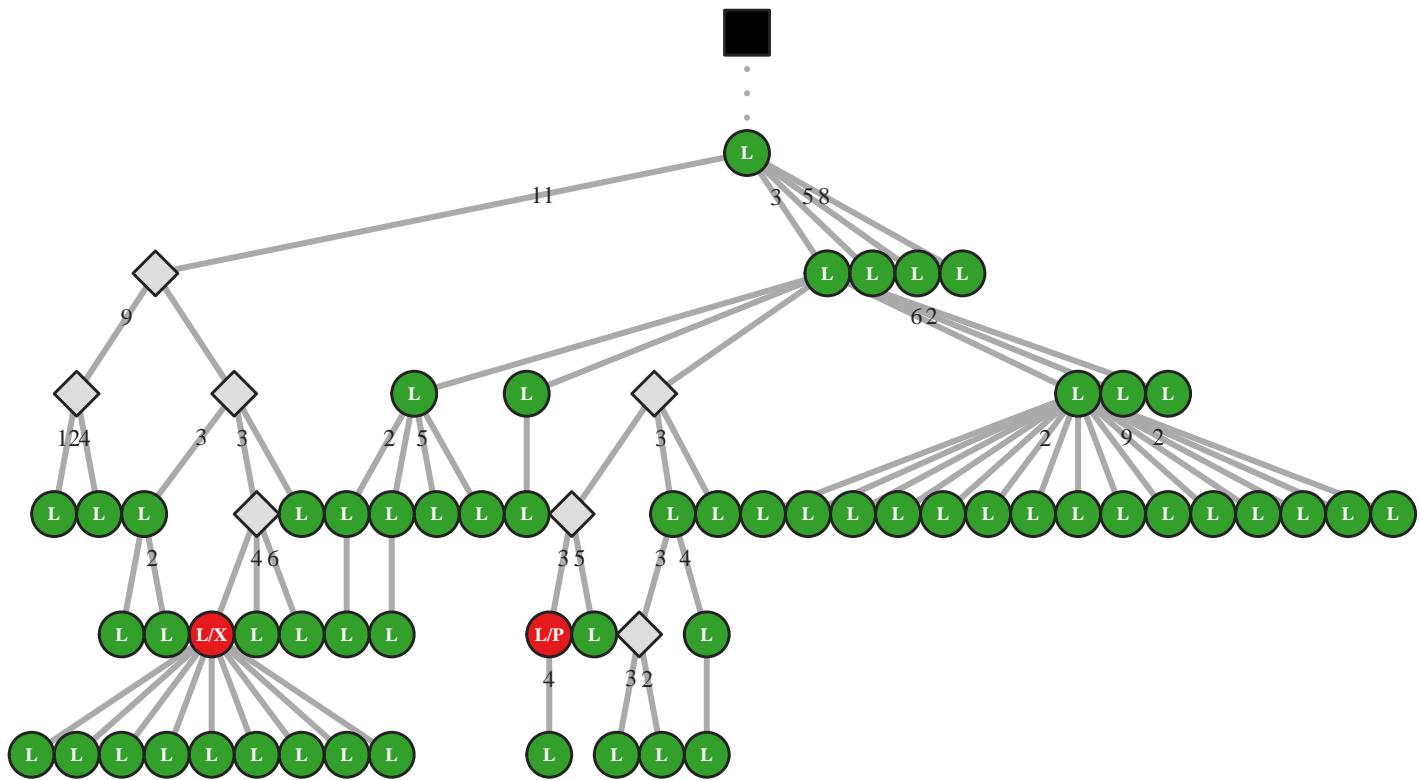 L
11 3 5 8
L L L L
9 6 2
L L L L L
12 4 3 3 2 5 3 2 9 2
L L L L L L L L L L L L L L L L L L L L L L L L L L
2 4 6 3 5 3 4
L L L/X L L L L L/P L L
4 3 2
L L L L L L L L L L L L L